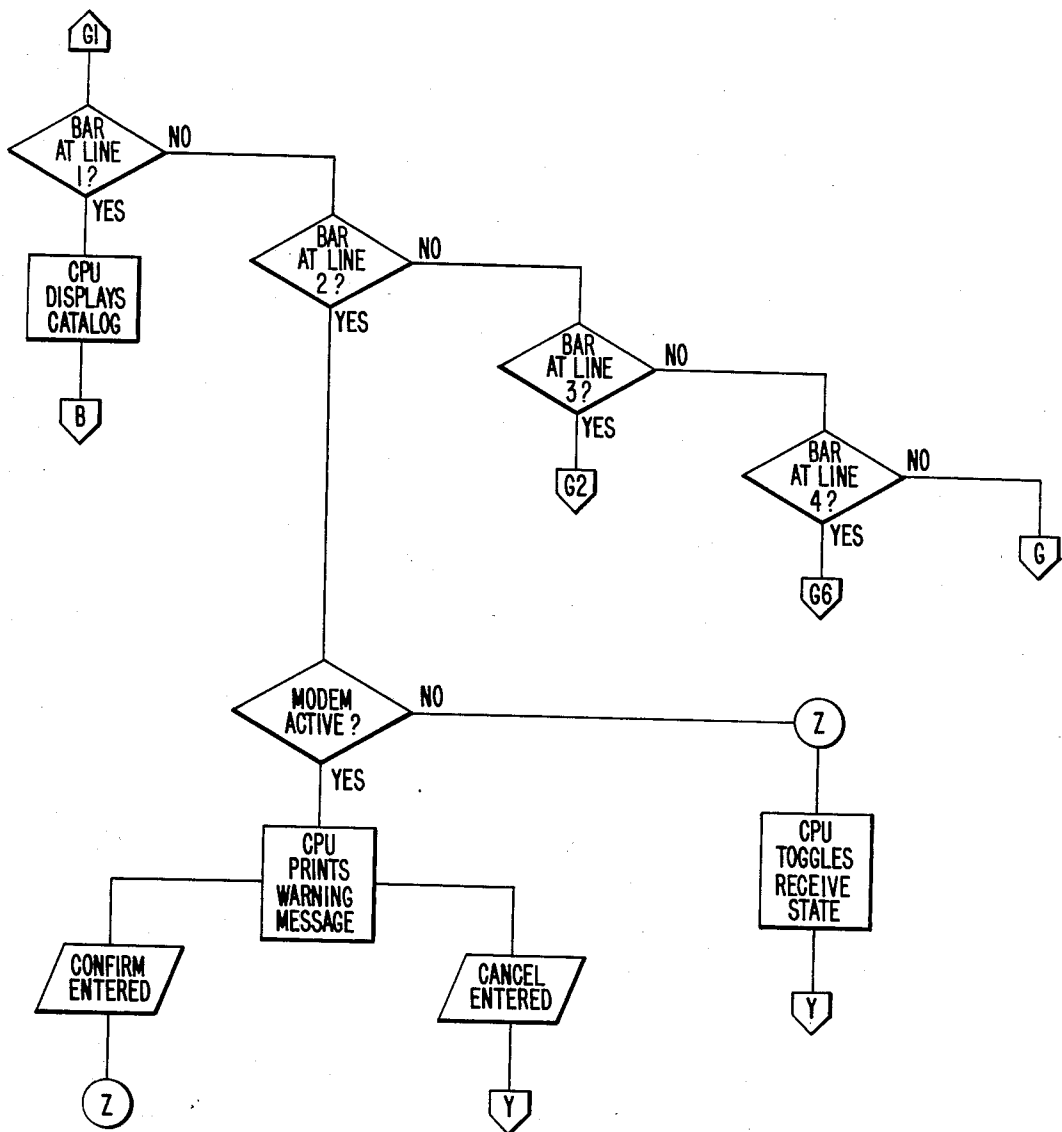 G1
BAR
AT LINE
1?
NO
YES
CPU
DISPLAYS
CATALOG
B
BAR
AT LINE
2?
NO
YES
BAR
AT LINE
3?
NO
YES
G2
BAR
AT LINE
4?
NO
YES
G6
G
MODEM
ACTIVE?
NO
YES
Z
CPU
PRINTS
WARNING
MESSAGE
CPU
TOGGLES
RECEIVE
STATE
CONFIRM
ENTERED
CANCEL
ENTERED
Y
Z
Y